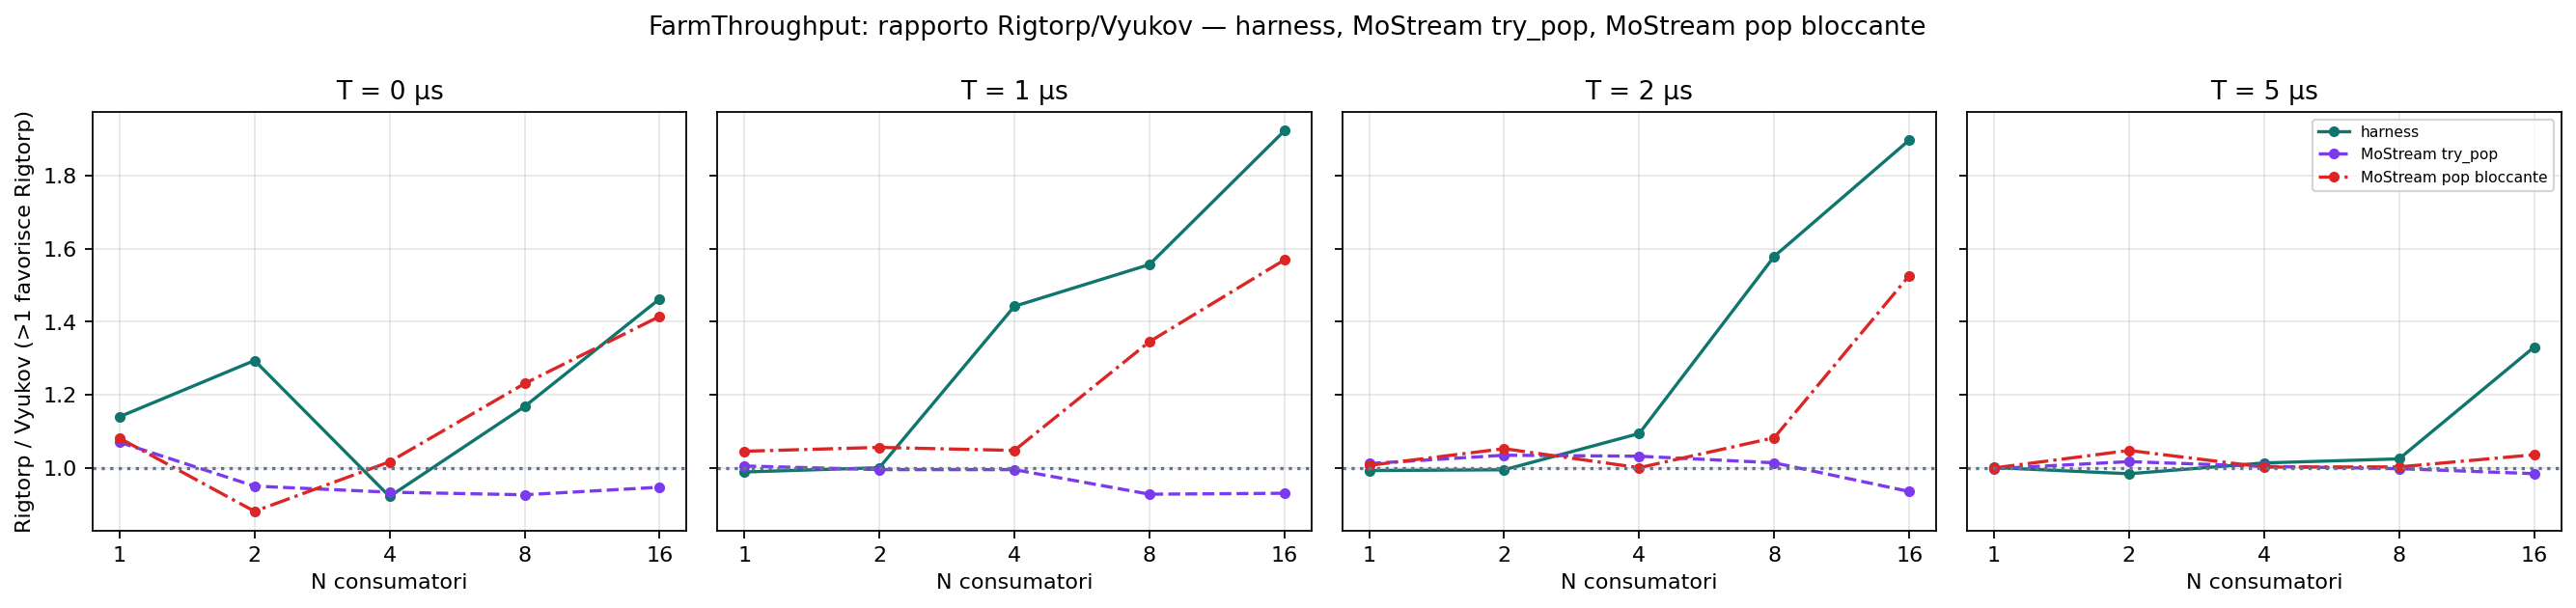 FarmThroughput: rapporto Rigtorp/Vyukov — harness, MoStream try_pop, MoStream pop bloccante
T = 0 µs
T = 1 µs
T = 2 µs
T = 5 µs
Rigtorp / Vyukov (>1 favorisce Rigtorp)
1.8
1.6
1.4
1.2
1.0
harness
MoStream try_pop
MoStream pop bloccante
1 2 4 8 16
1 2 4 8 16
1 2 4 8 16
1 2 4 8 16
N consumatori
N consumatori
N consumatori
N consumatori